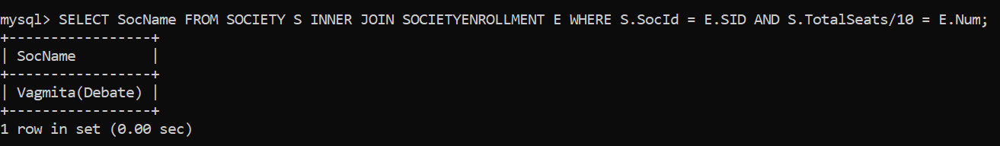 mysql> SELECT SocName FROM SOCIETY S INNER JOIN SOCIETYENROLLMENT E WHERE S.SocId = E.SID AND S.TotalSeats/10 = E.Num;
+-----------------+
| SocName         |
+-----------------+
| Vagmita(Debate) |
+-----------------+
1 row in set (0.00 sec)